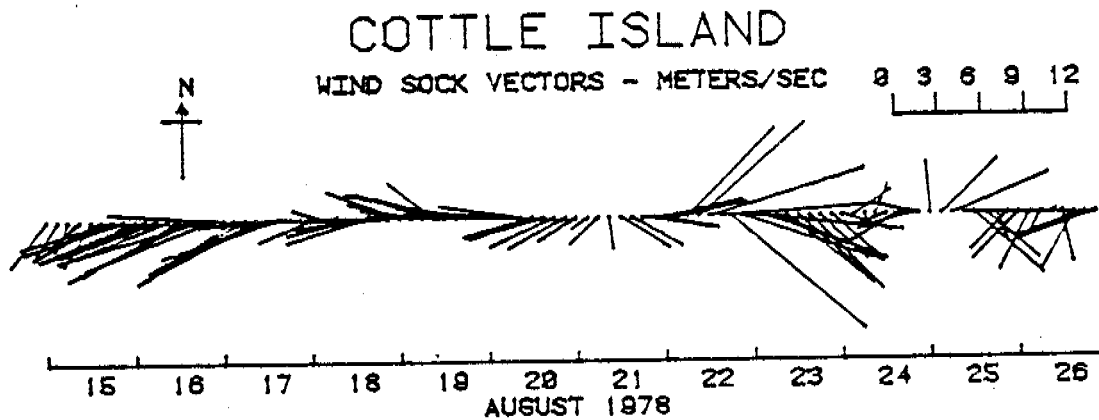 COTTLE ISLAND
WIND SOCK VECTORS - METERS/SEC
0 3 6 9 12
N
15 16 17 18 19 20 21 22 23 24 25 26
AUGUST 1978